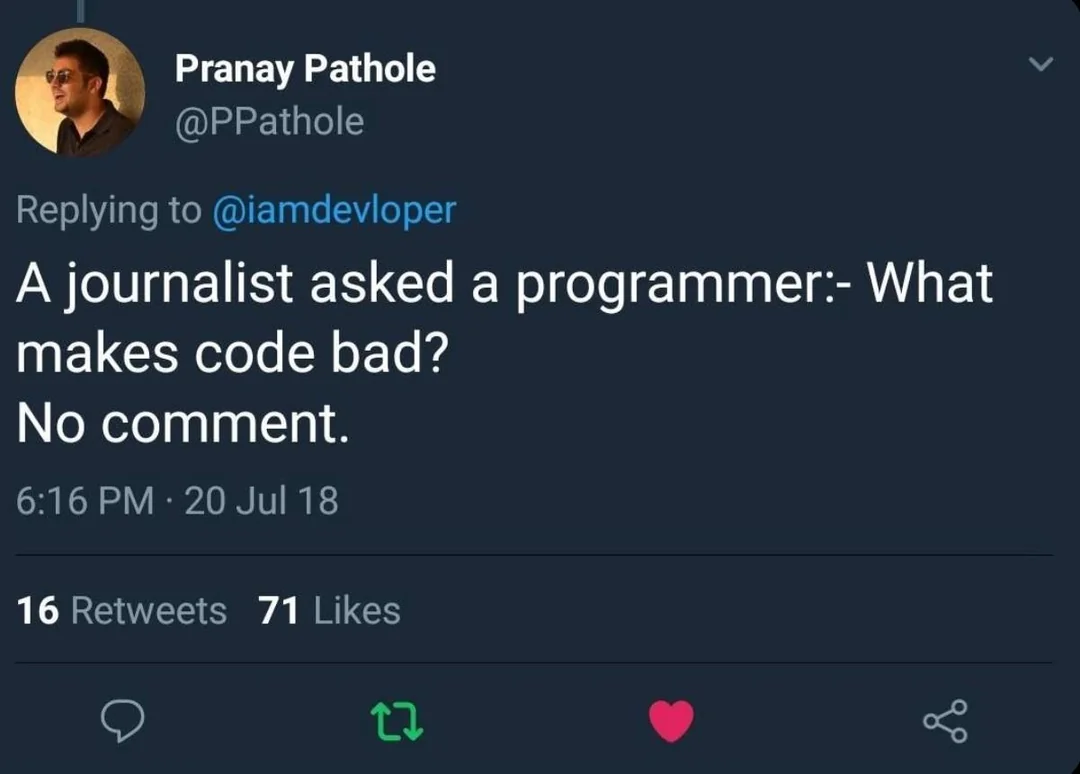 Pranay Pathole
@PPathole
Replying to @iamdevloper
A journalist asked a programmer:- What
makes code bad?
No comment.
6:16 PM · 20 Jul 18
16 Retweets 71 Likes